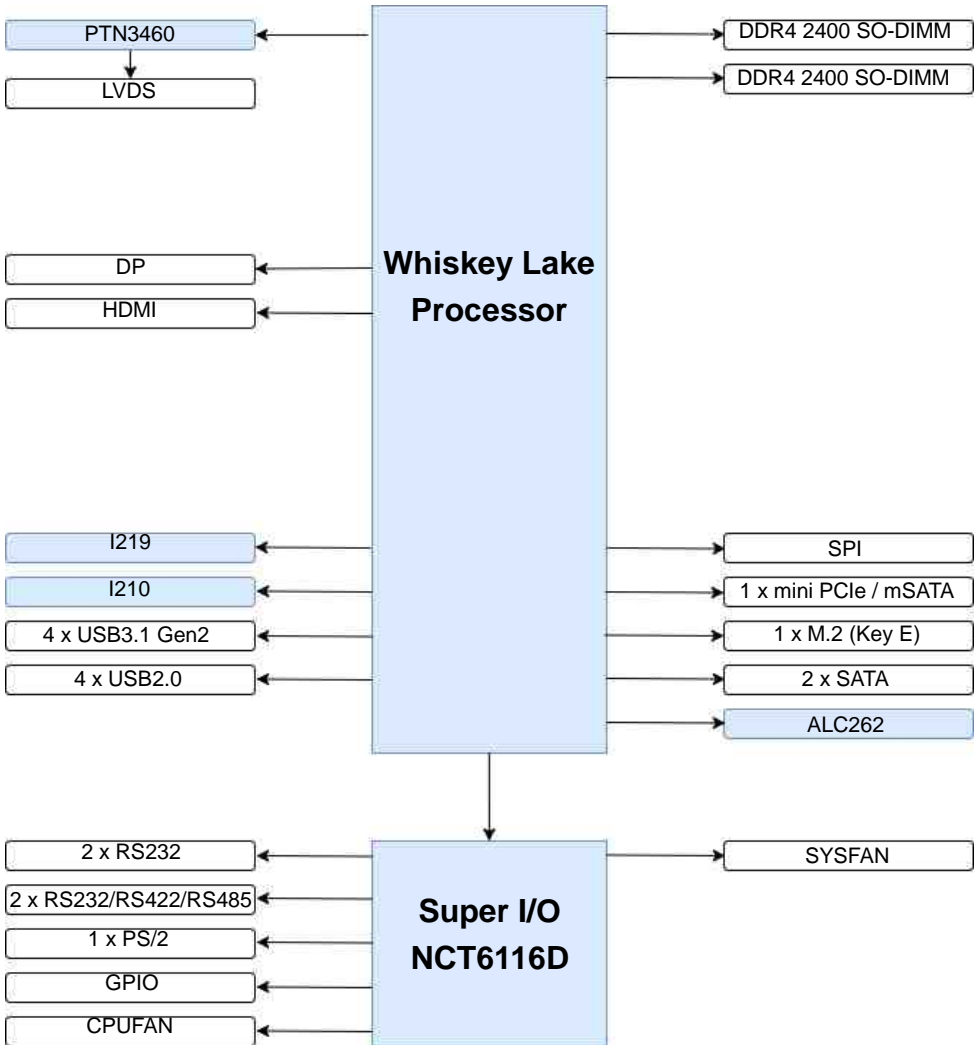 PTN3460
LVDS
DP
HDMI
I219
I210
4 x USB3.1 Gen2
4 x USB2.0
Whiskey Lake
Processor
DDR4 2400 SO-DIMM
DDR4 2400 SO-DIMM
SPI
1 x mini PCIe / mSATA
1 x M.2 (Key E)
2 x SATA
ALC262
2 x RS232
2 x RS232/RS422/RS485
1 x PS/2
GPIO
CPUFAN
Super I/O
NCT6116D
SYSFAN